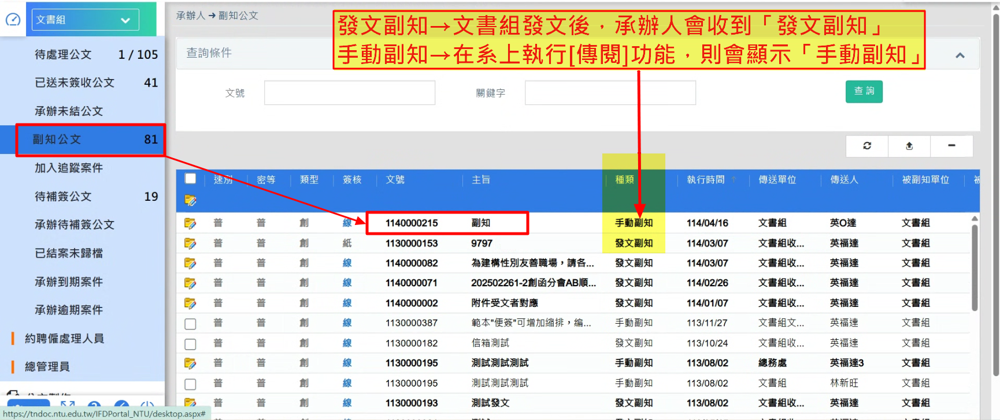 文書組
承辦人 → 副知公文
發文副知→文書組發文後，承辦人會收到「發文副知」
手動副知→在系上執行[傳閱]功能，則會顯示「手動副知」
待處理公文 1 / 105
已送未簽收公文 41
承辦未結公文
副知公文 81
加入追蹤案件
待補簽公文 19
承辦待補簽公文
已結案未歸檔
承辦到期案件
承辦逾期案件
約聘僱處理人員
總管理員
https://tndoc.ntu.edu.tw/IFDPortal_NTU/desktop.aspx#
查詢條件
文號 關鍵字 查詢
速別 密等 類型 簽核 文號 主旨 種類 執行時間 傳送單位 傳送人 被副知單位
普 普 創 線 1140000215 副知 手動副知 114/04/16 文書組 英O達 文書組
普 普 創 紙 1130000153 9797 發文副知 114/03/07 文書組收... 英福達 文書組
普 普 創 線 1140000082 為建構性別友善職場，請各... 發文副知 114/03/07 文書組收... 英福達 文書組
普 普 創 線 1140000071 202502261-2創函分會AB順... 發文副知 114/02/26 文書組收... 英福達 文書組
普 普 創 線 1140000002 附件受文者對應 發文副知 114/01/07 文書組收... 英福達 文書組
普 普 創 線 1130000387 範本"便簽"可增加縮排，編... 手動副知 113/11/27 文書組文... 英福達 文書組
普 普 創 線 1130000182 信箱測試 發文副知 113/10/24 文書組收... 英福達 文書組
普 普 創 線 1130000195 測試測試測試 手動副知 113/08/02 總務處 英福達3 文書組
普 普 創 線 1130000195 測試測試測試 手動副知 113/08/02 文書組 林新旺 文書組
普 普 創 線 1130000193 測試發文 發文副知 113/08/02 文書組收... 英福達 文書組